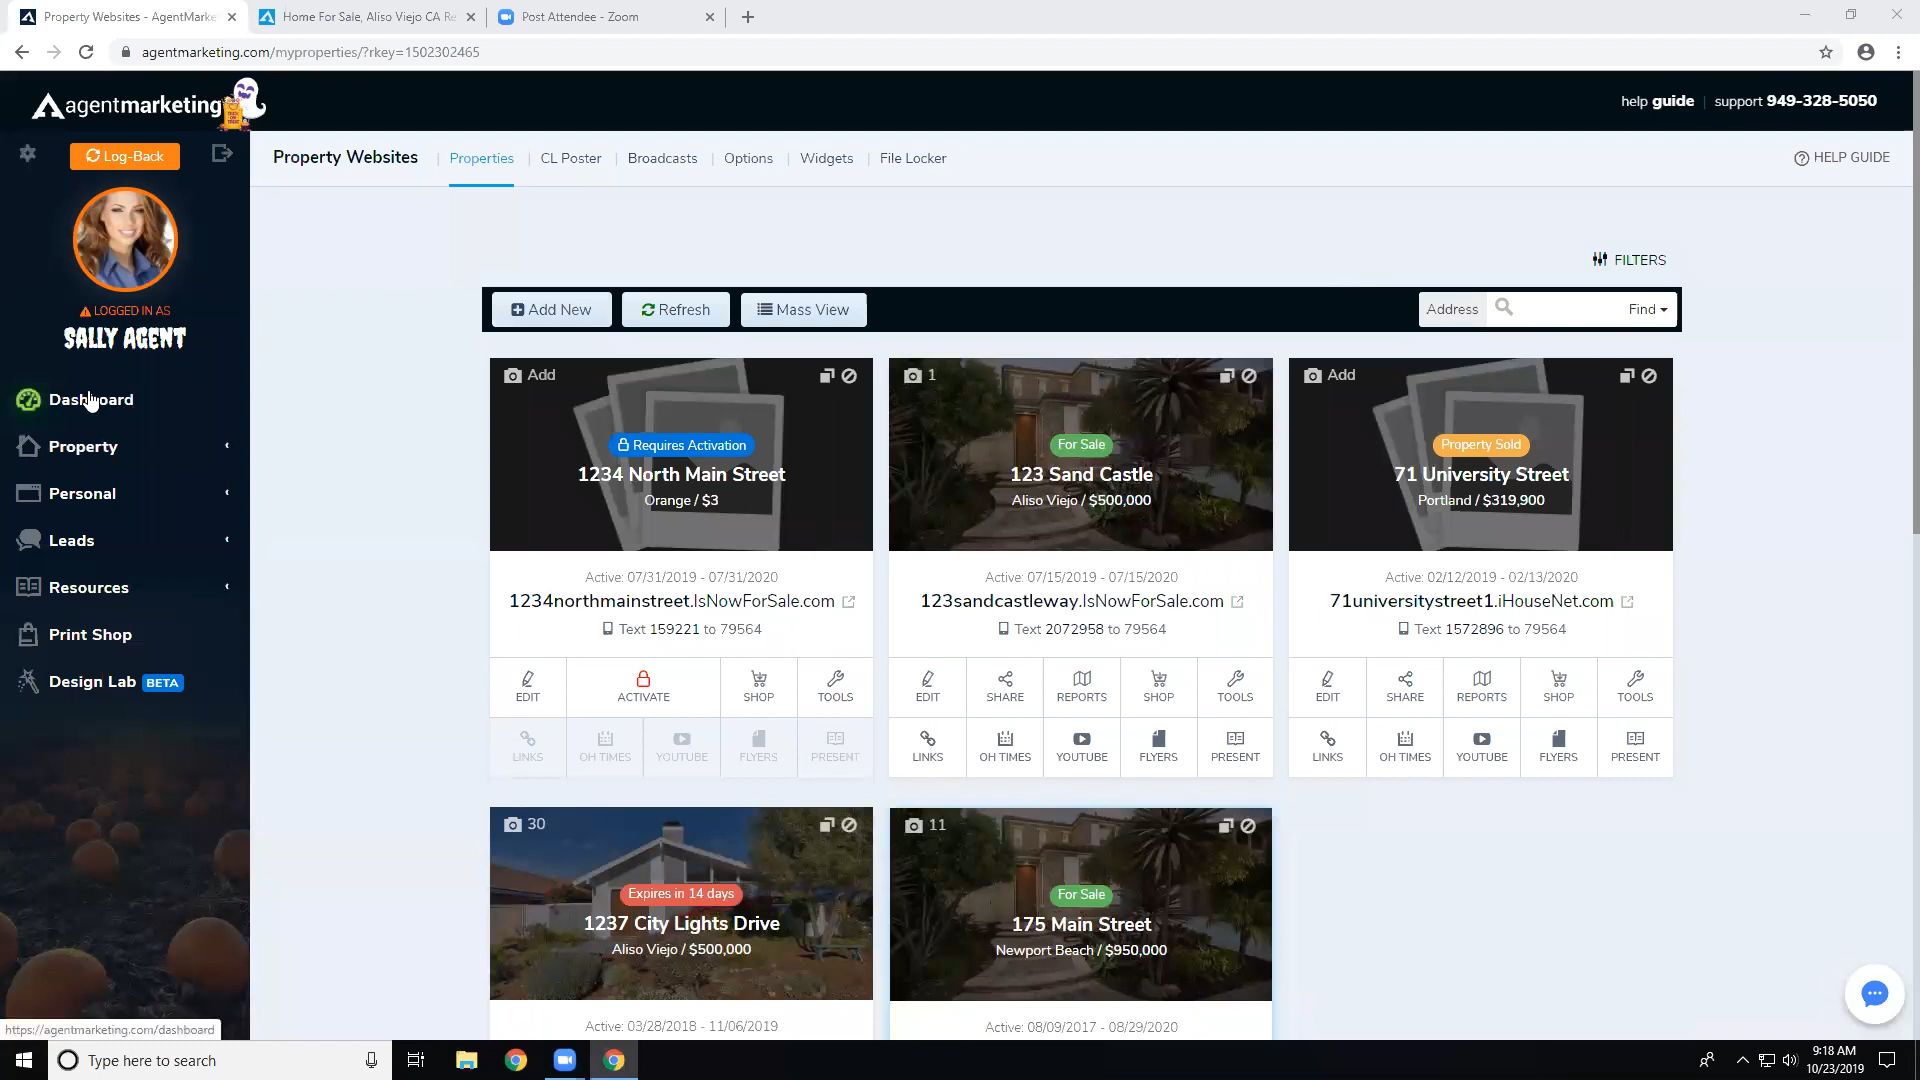 Property Websites - AgentMarke
Home For Sale, Aliso Viejo CA Re
Post Attendee - Zoom
agentmarketing.com/myproperties/?rkey=1502302465
agentmarketing
help guide | support 949-328-5050
Log-Back
Property Websites | Properties | CL Poster | Broadcasts | Options | Widgets | File Locker
HELP GUIDE
LOGGED IN AS
SALLY AGENT
Dashboard
Property
Personal
Leads
Resources
Print Shop
Design Lab BETA
FILTERS
Add New
Refresh
Mass View
Address
Find
Add
Requires Activation
1234 North Main Street
Orange / $3
Active: 07/31/2019 - 07/31/2020
1234northmainstreet.IsNowForSale.com
Text 159221 to 79564
EDIT
ACTIVATE
SHOP
TOOLS
LINKS
OH TIMES
YOUTUBE
FLYERS
PRESENT
1
For Sale
123 Sand Castle
Aliso Viejo / $500,000
Active: 07/15/2019 - 07/15/2020
123sandcastleway.IsNowForSale.com
Text 2072958 to 79564
EDIT
SHARE
REPORTS
SHOP
TOOLS
LINKS
OH TIMES
YOUTUBE
FLYERS
PRESENT
Add
Property Sold
71 University Street
Portland / $319,900
Active: 02/12/2019 - 02/13/2020
71universitystreet1.iHouseNet.com
Text 1572896 to 79564
EDIT
SHARE
REPORTS
SHOP
TOOLS
LINKS
OH TIMES
YOUTUBE
FLYERS
PRESENT
30
Expires in 14 days
1237 City Lights Drive
Aliso Viejo / $500,000
Active: 03/28/2018 - 11/06/2019
11
For Sale
175 Main Street
Newport Beach / $950,000
Active: 08/09/2017 - 08/29/2020
https://agentmarketing.com/dashboard
Type here to search
9:18 AM
10/23/2019